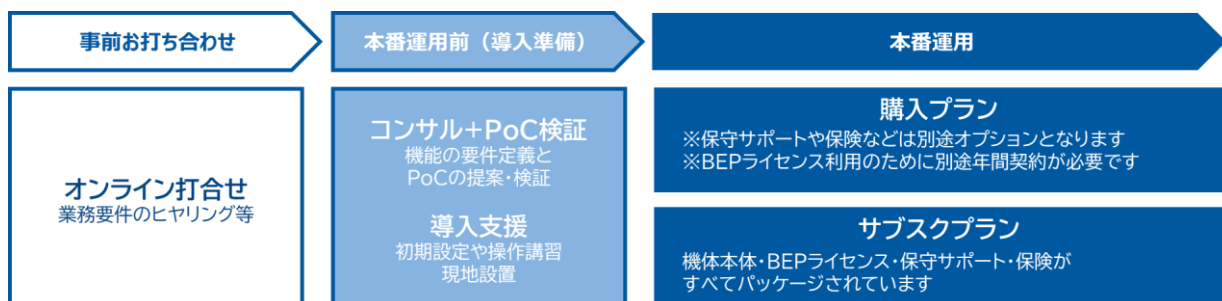 事前お打ち合わせ
本番運用前（導入準備）
本番運用
オンライン打合せ
業務要件のヒヤリング等
コンサル+PoC検証
機能の要件定義と
PoCの提案・検証
導入支援
初期設定や操作講習
現地設置
購入プラン
※保守サポートや保険などは別途オプションとなります
※BEPライセンス利用のために別途年間契約が必要です
サブスクプラン
機体本体・BEPライセンス・保守サポート・保険が
すべてパッケージされています